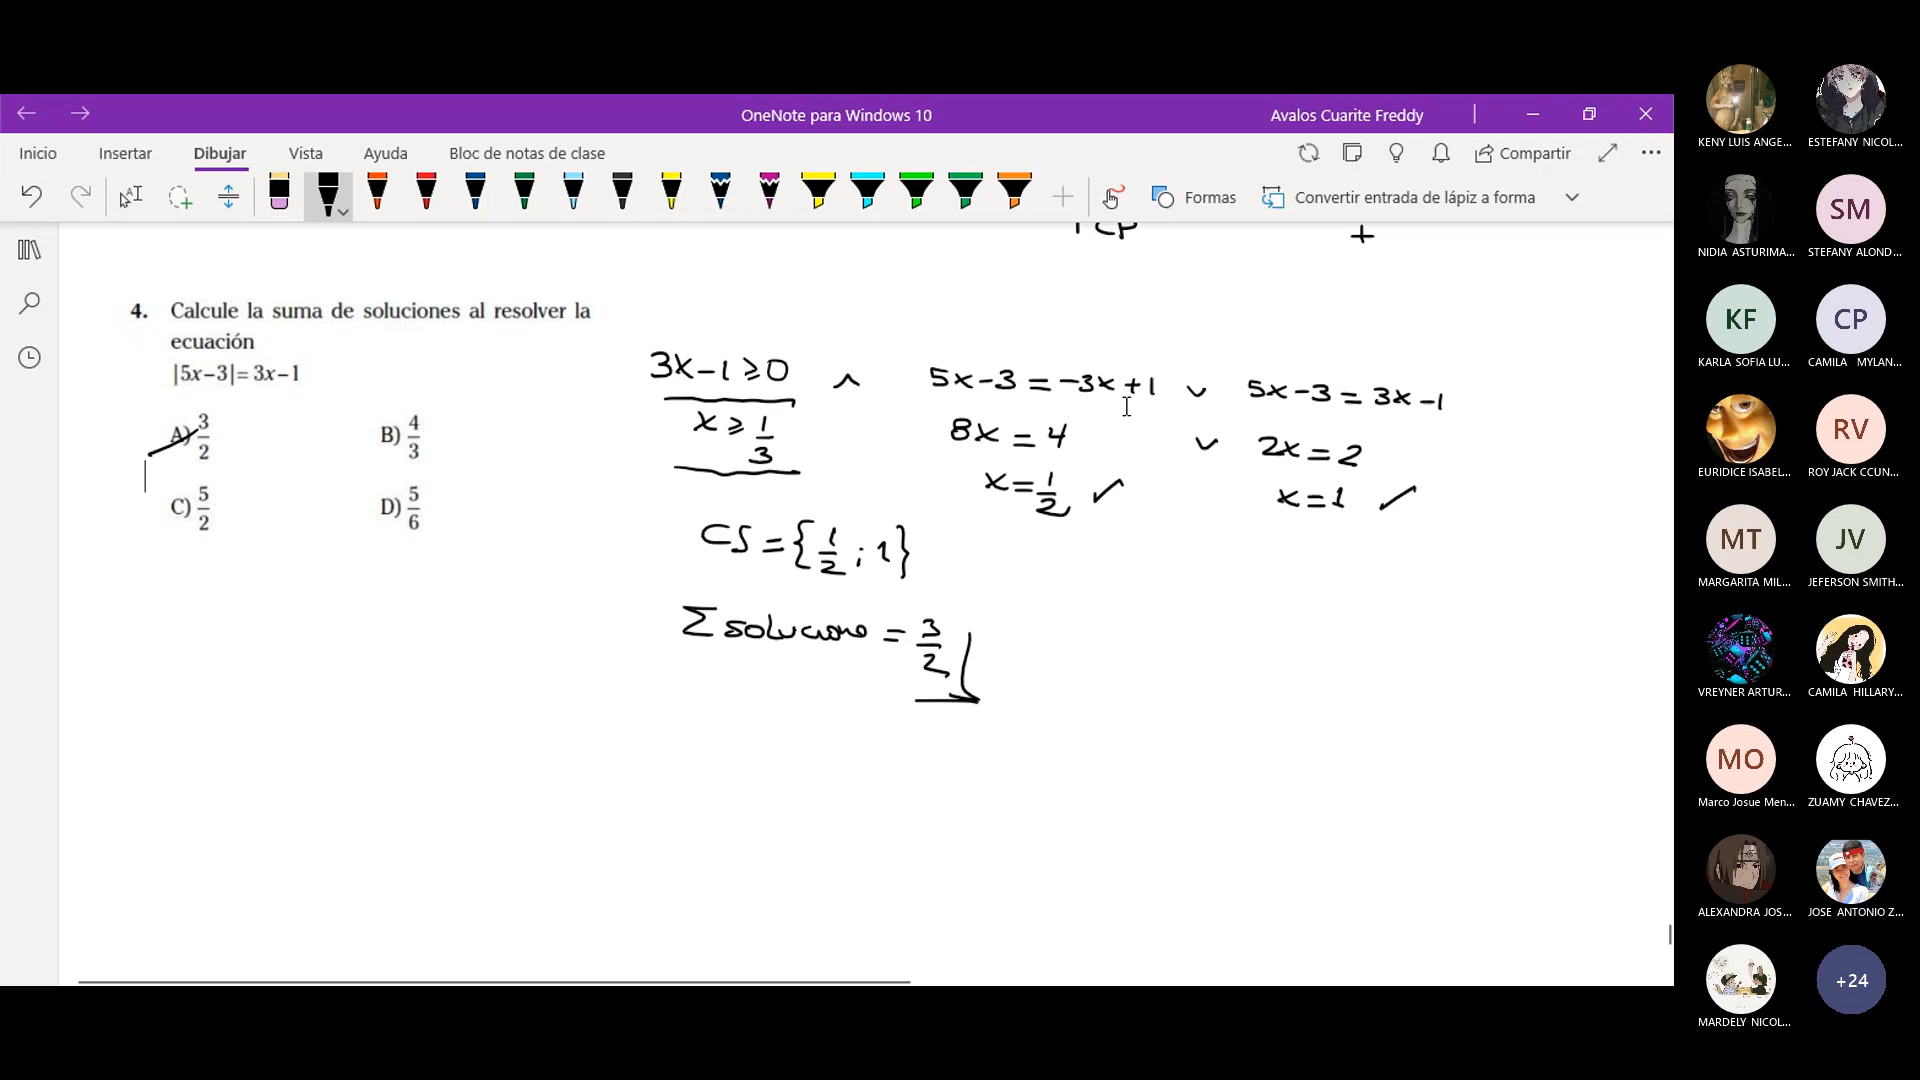 OneNote para Windows 10
Avalos Cuarite Freddy
Inicio Insertar Dibujar Vista Ayuda Bloc de notas de clase Compartir
Formas Convertir entrada de lápiz a forma
+
4. Calcule la suma de soluciones al resolver la
ecuación
|5x−3|=3x−1
A) 3/2 B) 4/3
C) 5/2 D) 5/6
3x-1⩾0 ∧ 5x-3=-3x+1 ∨ 5x-3=3x-1
x⩾1/3 8x=4 ∨ 2x=2
x=1/2 ✓ x=1 ✓
CS={1/2;1}
Σ solucione = 3/2
KENY LUIS ANGE... ESTEFANY NICOL...
SM
NIDIA ASTURIMA... STEFANY ALOND...
KF CP
KARLA SOFIA LU... CAMILA MYLAN...
RV
EURIDICE ISABEL... ROY JACK CCUN...
MT JV
MARGARITA MIL... JEFERSON SMITH...
VREYNER ARTUR... CAMILA HILLARY...
MO
Marco Josue Men... ZUAMY CHAVEZ...
ALEXANDRA JOS... JOSE ANTONIO Z...
+24
MARDELY NICOL...